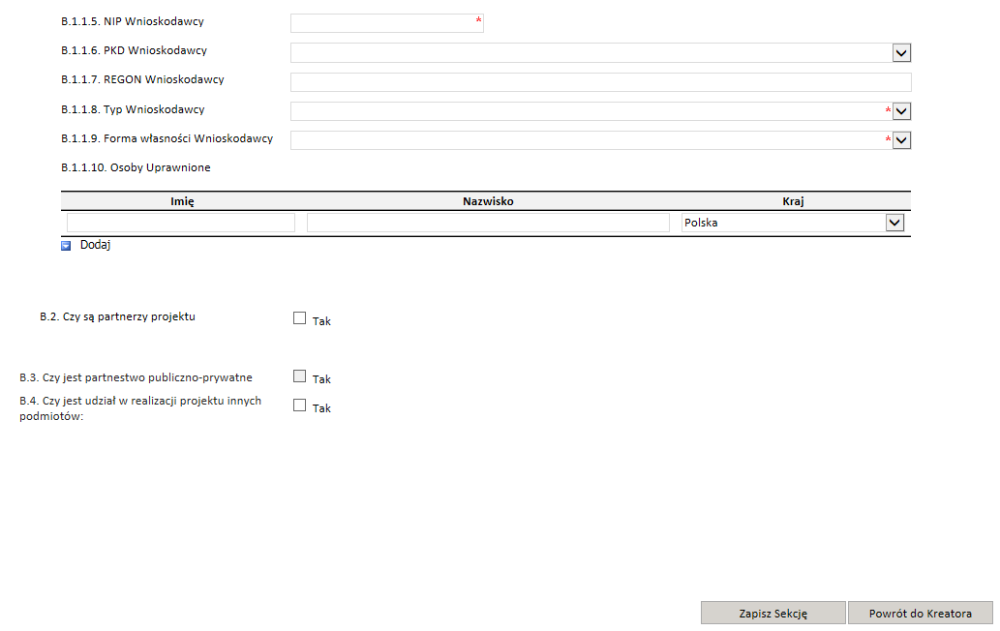 B.1.1.5. NIP Wnioskodawcy *
B.1.1.6. PKD Wnioskodawcy
B.1.1.7. REGON Wnioskodawcy
B.1.1.8. Typ Wnioskodawcy *
B.1.1.9. Forma własności Wnioskodawcy *
B.1.1.10. Osoby Uprawnione
Imię Nazwisko Kraj
Polska
Dodaj
B.2. Czy są partnerzy projektu Tak
B.3. Czy jest partnestwo publiczno-prywatne Tak
B.4. Czy jest udział w realizacji projektu innych
podmiotów: Tak
Zapisz Sekcję Powrót do Kreatora